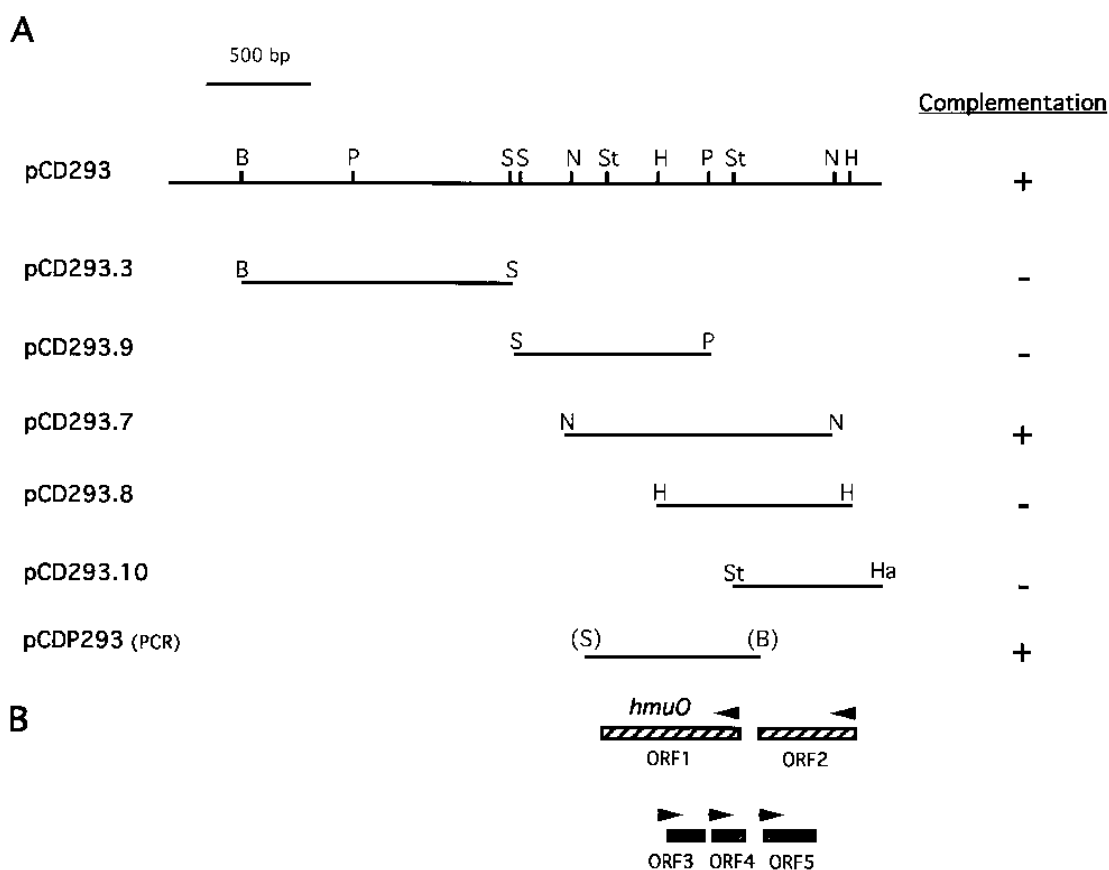 A
500 bp
Complementation
pCD293 B P S S N St H P St N H +
pCD293.3 B S -
pCD293.9 S P -
pCD293.7 N N +
pCD293.8 H H -
pCD293.10 St Ha -
pCDP293 (PCR) (S) (B) +
B
hmuO
ORF1 ORF2
ORF3 ORF4 ORF5